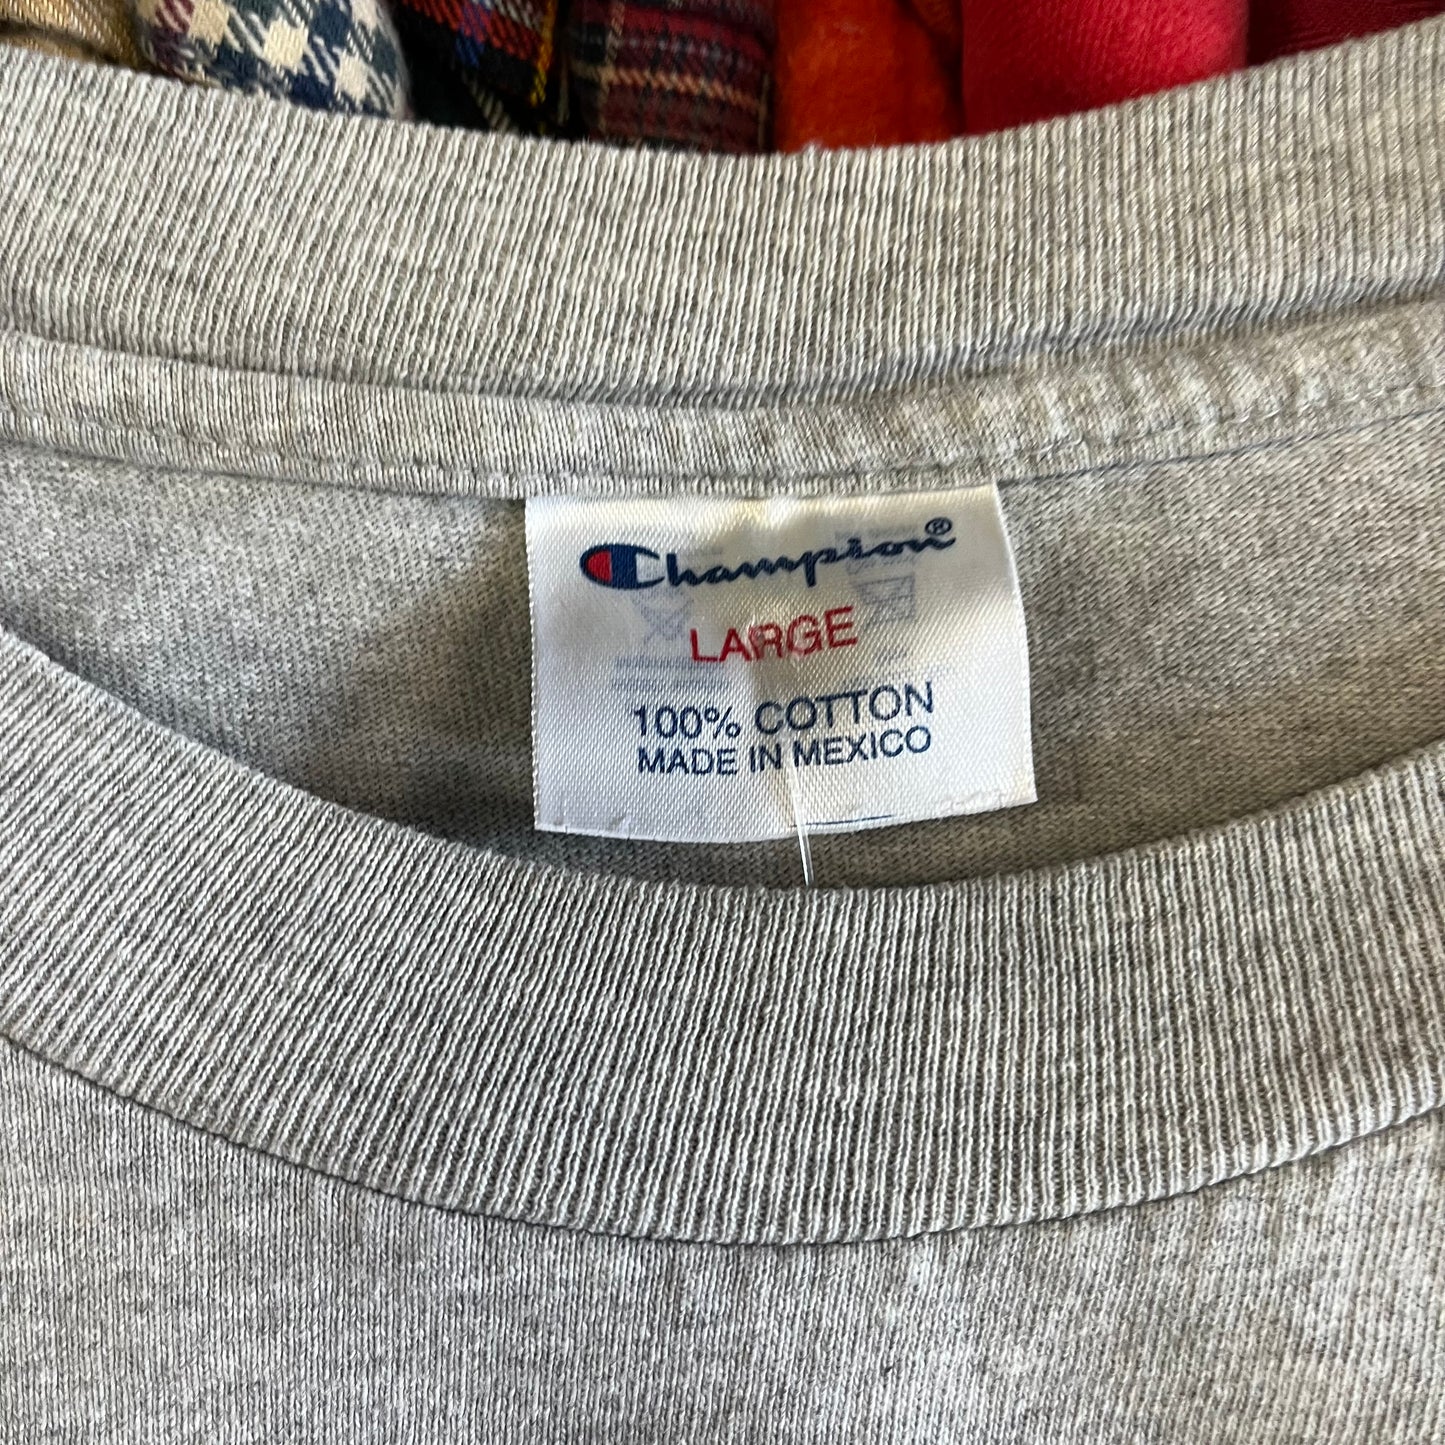 Champion®
LARGE
100% COTTON
MADE IN MEXICO